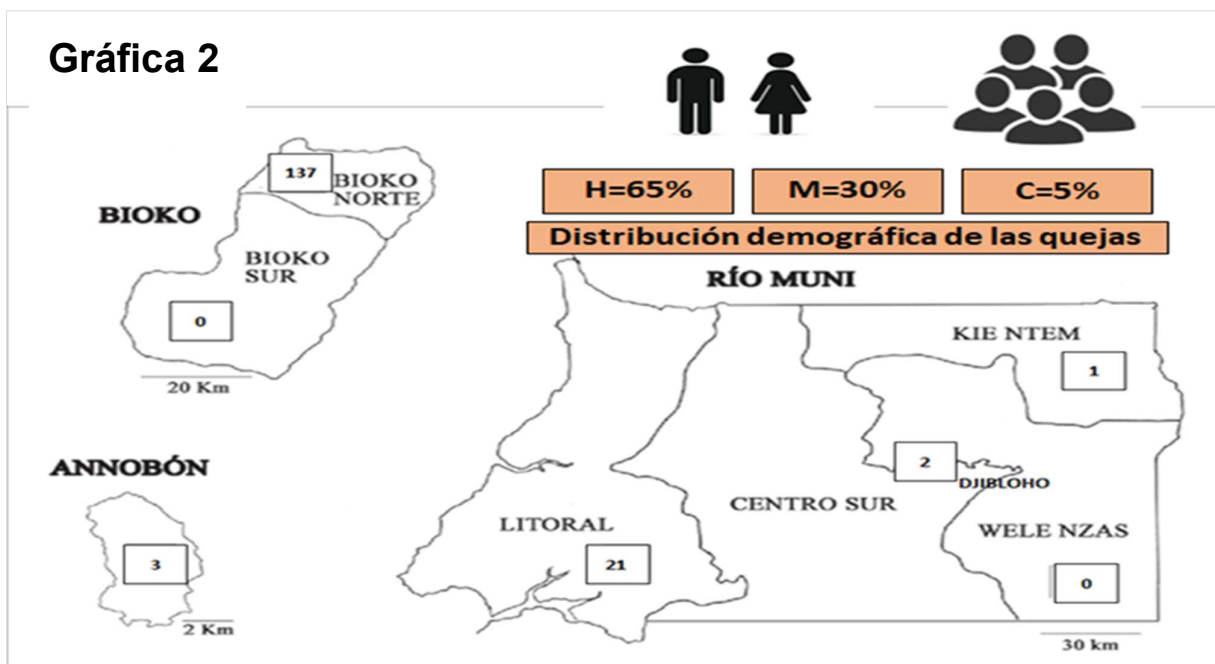 Gráfica 2
H=65%
M=30%
C=5%
Distribución demográfica de las quejas
BIOKO
137
BIOKO
NORTE
BIOKO
SUR
0
20 Km
ANNOBÓN
3
2 Km
RÍO MUNI
KIE NTEM
1
2
DJIBLOHO
CENTRO SUR
LITORAL
21
WELE NZAS
0
30 km